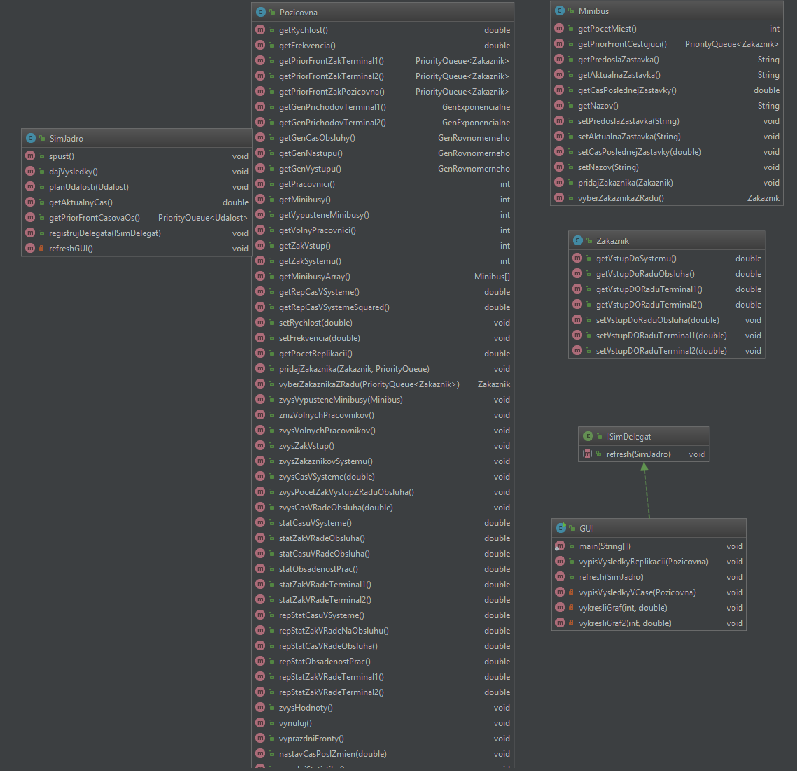 SimJadro
spust() void
dajVysledky() void
planUdalosti(Udalost) void
getAktualnyCas() double
getPriorFrontCasovaOs() PriorityQueue<Udalost>
registrujDelegata(ISimDelegat) void
refreshGUI() void
Pozicovna
getRychlost() double
getFrekvencia() double
getPriorFrontZakTerminal1() PriorityQueue<Zakaznik>
getPriorFrontZakTerminal2() PriorityQueue<Zakaznik>
getPriorFrontZakPozicovna() PriorityQueue<Zakaznik>
getGenPrichodovTerminal1() GenExponencialne
getGenPrichodovTerminal2() GenExponencialne
getGenCasObsluhy() GenRovnomerneho
getGenNastupu() GenRovnomerneho
getGenVystupu() GenRovnomerneho
getPracovnici() int
getMinibusy() int
getVypusteneMinibusy() int
getVolnyPracovnici() int
getZakVstup() int
getZakSystemu() int
getMinibusyArray() Minibus[]
getRepCasVSysteme() double
getRepCasVSystemeSquared() double
setRychlost(double) void
setFrekvencia(double) void
getPocetReplikacii() double
pridajZakaznika(Zakaznik, PriorityQueue) void
vyberZakaznikaZRadu(PriorityQueue<Zakaznik>) Zakaznik
zvysVypusteneMinibusy(Minibus) void
znizVolnychPracovnikov() void
zvysVolnychPracovnikov() void
zvysZakVstup() void
zvysZakaznikovSystemu() void
zvysCasVSysteme(double) void
zvysPocetZakVystupZRaduObsluha() void
zvysCasVRadeObsluha(double) void
statCasuVSysteme() double
statZakVRadeObsluha() double
statCasuVRadeObsluha() double
statObsadenostPrac() double
statZakVRadeTerminal1() double
statZakVRadeTerminal2() double
repStatCasuVSysteme() double
repStatZakVRadeNaObsluhu() double
repStatCasVRadeObsluha() double
repStatObsadenostPrac() double
repStatZakVRadeTerminal1() double
repStatZakVRadeTerminal2() double
zvysHodnoty() void
vynuluj() void
vyprazdniFronty() void
nastavCasPoslZmien(double) void
Minibus
getPocetMiest() int
getPriorFrontCestujuci() PriorityQueue<Zakaznik>
getPredoslaZastavka() String
getAktualnaZastavka() String
getCasPoslednejZastavky() double
getNazov() String
setPredoslaZastavka(String) void
setAktualnaZastavka(String) void
setCasPoslednejZastavky(double) void
setNazov(String) void
pridajZakaznika(Zakaznik) void
vyberZakaznikaZRadu() Zakaznik
Zakaznik
getVstupDoSystemu() double
getVstupDoRaduObsluha() double
getVstupDORaduTerminal1() double
getVstupDORaduTerminal2() double
setVstupDoRaduObsluha(double) void
setVstupDORaduTerminal1(double) void
setVstupDORaduTerminal2(double) void
ISimDelegat
refresh(SimJadro) void
GUI
main(String[]) void
vypisVysledkyReplikacii(Pozicovna) void
refresh(SimJadro) void
vypisVysledkyVCase(Pozicovna) void
vykresliGraf(int, double) void
vykresliGraf2(int, double) void